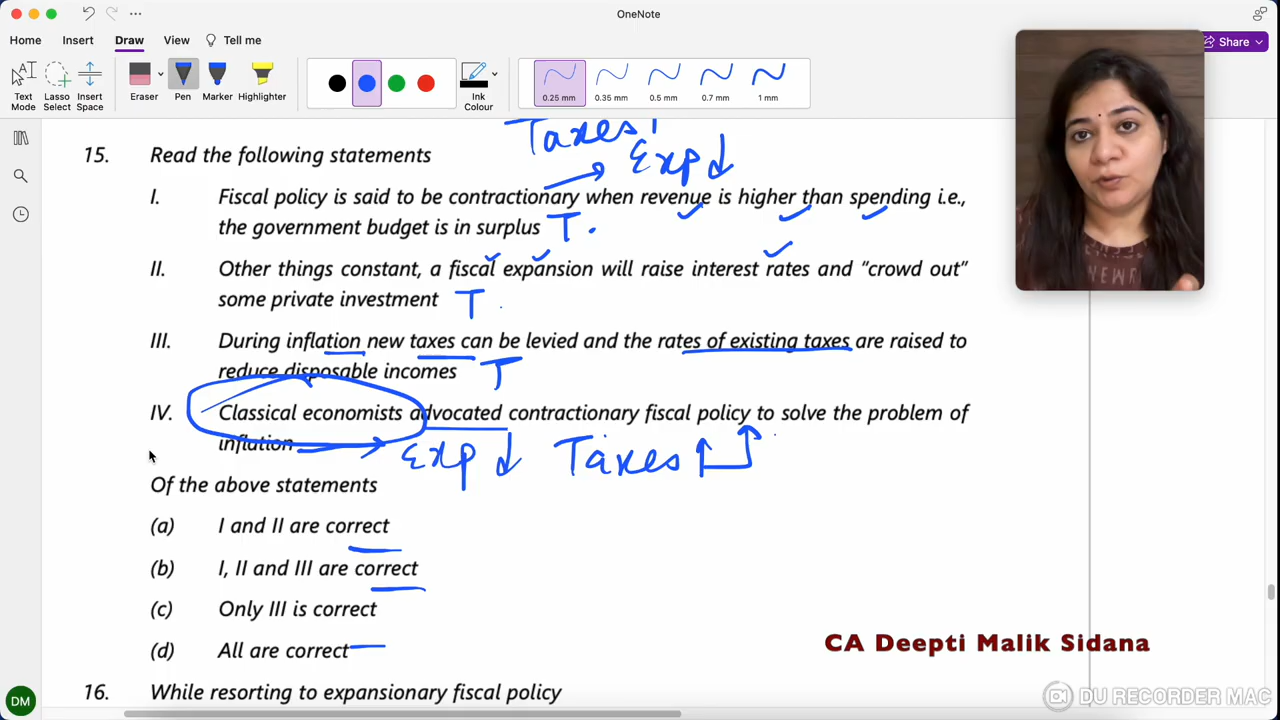 OneNote
Home Insert Draw View Tell me
Share
Text Mode
Lasso Select
Insert Space
Eraser
Pen
Marker
Highlighter
Ink Colour
0.25 mm
0.35 mm
0.5 mm
0.7 mm
1 mm
Taxes↑
Exp↓
15. Read the following statements
I. Fiscal policy is said to be contractionary when revenue is higher than spending i.e.,
the government budget is in surplus T.
II. Other things constant, a fiscal expansion will raise interest rates and “crowd out”
some private investment T
III. During inflation new taxes can be levied and the rates of existing taxes are raised to
reduce disposable incomes T
IV. Classical economists advocated contractionary fiscal policy to solve the problem of
inflation Exp↓ Taxes↑
Of the above statements
(a) I and II are correct
(b) I, II and III are correct
(c) Only III is correct
(d) All are correct
CA Deepti Malik Sidana
16. While resorting to expansionary fiscal policy
DM
DU RECORDER MAC